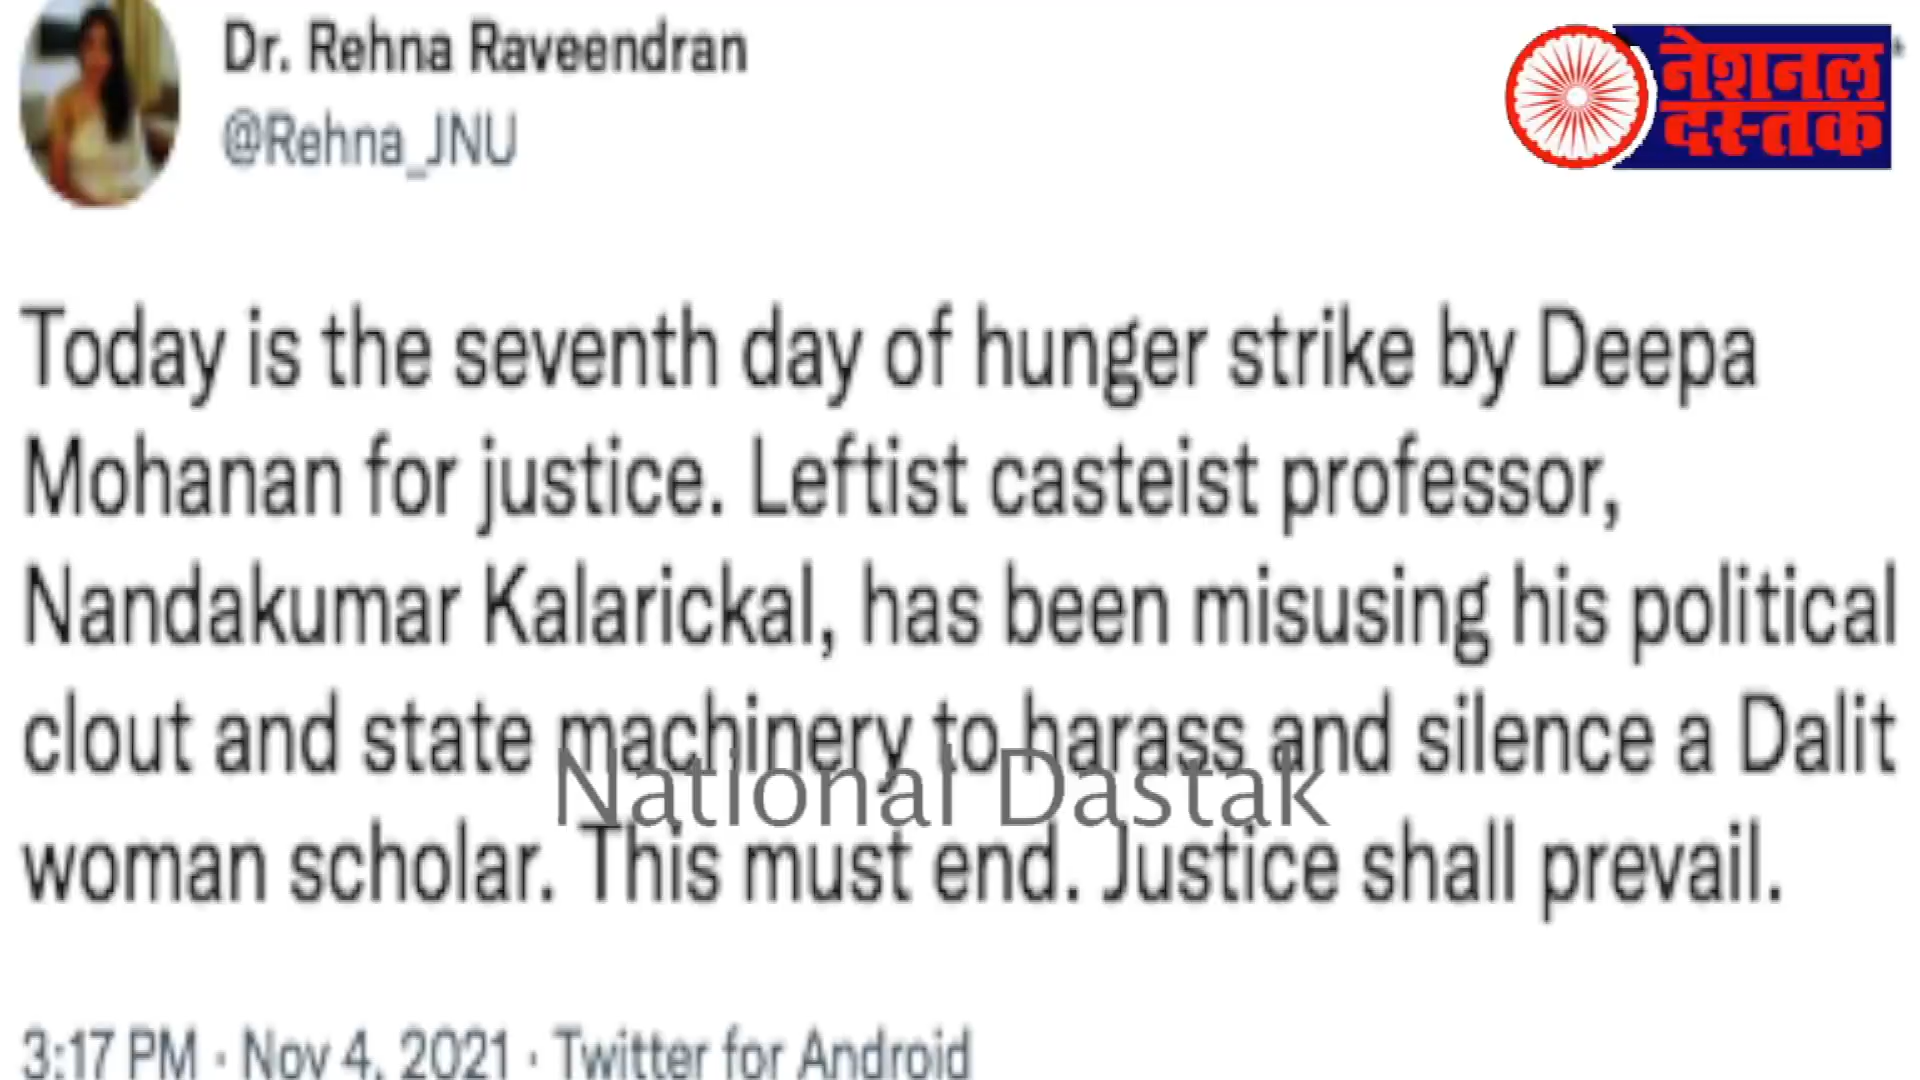 Dr. Rehna Raveendran
@Rehna_JNU
नेशनल
दस्तक
Today is the seventh day of hunger strike by Deepa
Mohanan for justice. Leftist casteist professor,
Nandakumar Kalarickal, has been misusing his political
clout and state machinery to harass and silence a Dalit
National Dastak
woman scholar. This must end. Justice shall prevail.
3:17 PM · Nov 4, 2021 · Twitter for Android